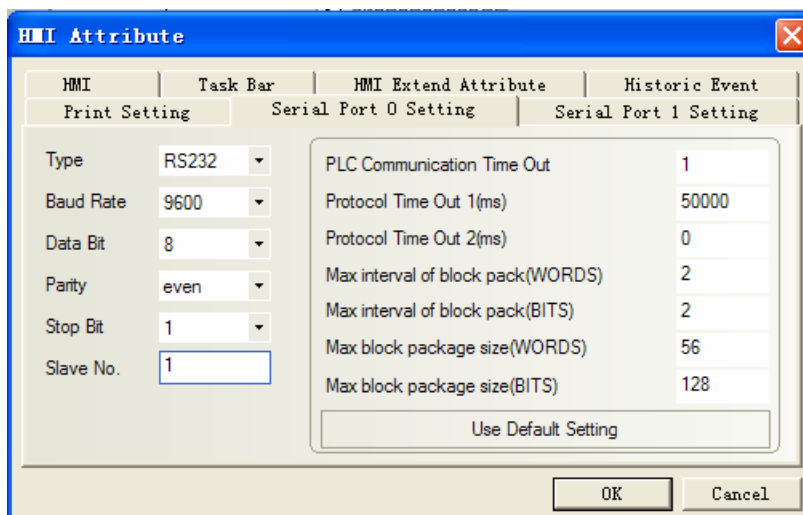 HMI Attribute
HMI Task Bar HMI Extend Attribute Historic Event
Print Setting Serial Port 0 Setting Serial Port 1 Setting
Type RS232
Baud Rate 9600
Data Bit 8
Parity even
Stop Bit 1
Slave No. 1
PLC Communication Time Out 1
Protocol Time Out 1(ms) 50000
Protocol Time Out 2(ms) 0
Max interval of block pack(WORDS) 2
Max interval of block pack(BITS) 2
Max block package size(WORDS) 56
Max block package size(BITS) 128
Use Default Setting
OK Cancel